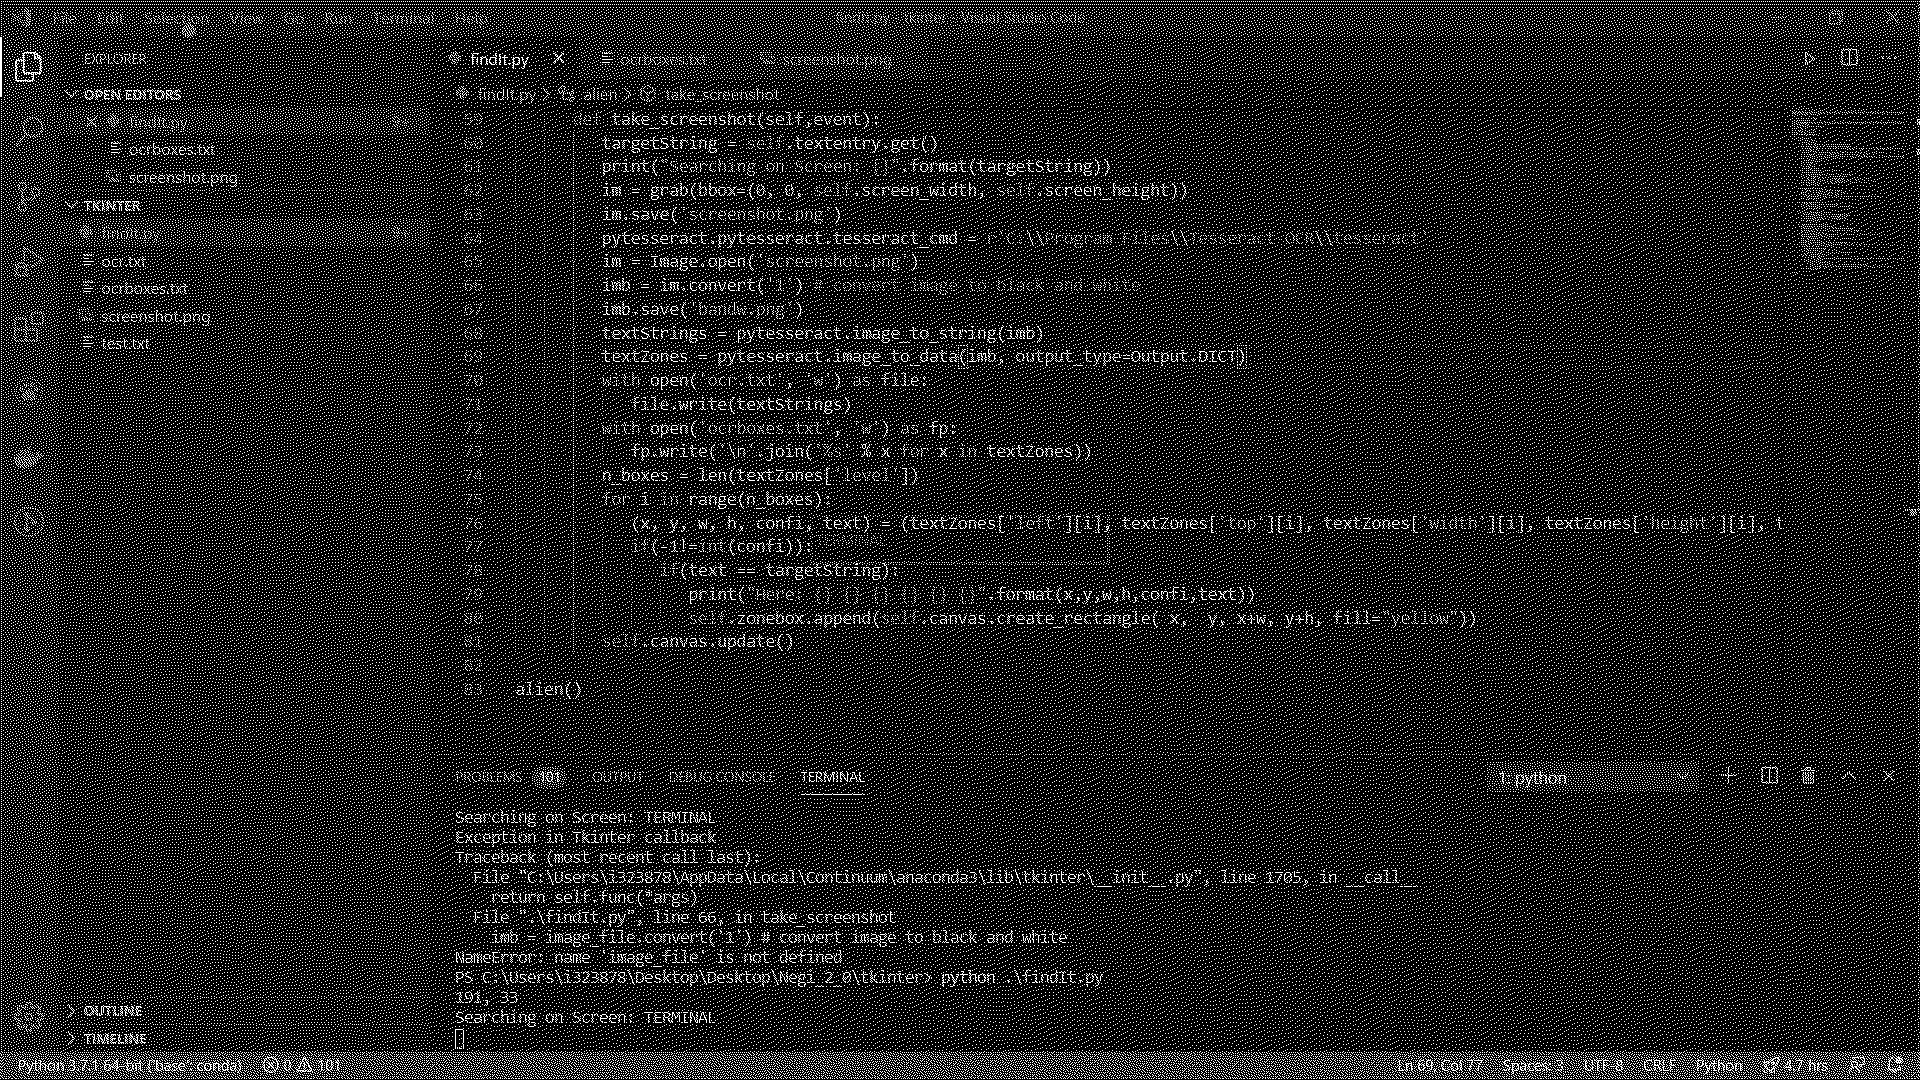 File Edit Selection View Go Run Terminal Help
EXPLORER
OPEN EDITORS
findIt.py
ocrboxes.txt
screenshot.png
TKINTER
findIt.py
ocr.txt
ocrboxes.txt
screenshot.png
test.txt
OUTLINE
TIMELINE
findIt.py
ocrboxes.txt
screenshot.png
findIt.py > alien > take_screenshot
59 def take_screenshot(self,event):
60 targetString = self.textentry.get()
61 print("Searching on Screen: {}".format(targetString))
62 im = grab(bbox=(0, 0, self.screen_width, self.screen_height))
63 im.save('screenshot.png')
64 pytesseract.pytesseract.tesseract_cmd = r'C:\\Program Files\\Tesseract-OCR\\tesseract'
65 im = Image.open('screenshot.png')
66 imb = im.convert('1') # convert image to black and white
67 imb.save('bandw.png')
68 textStrings = pytesseract.image_to_string(imb)
69 textZones = pytesseract.image_to_data(imb, output_type=Output.DICT)
70 with open('ocr.txt', 'w') as file:
71 file.write(textStrings)
72 with open('ocrboxes.txt', 'w') as fp:
73 fp.write('\n'.join('%s' % x for x in textZones))
74 n_boxes = len(textZones['level'])
75 for i in range(n_boxes):
76 (x, y, w, h, confi, text) = (textZones['left'][i], textZones['top'][i], textZones['width'][i], textZones['height'][i], t
77 if(-1!=int(confi)):
78 if(text == targetString):
79 print("Here: {} {} {} {} {} {}".format(x,y,w,h,confi,text))
80 self.zonebox.append(self.canvas.create_rectangle( x, y, x+w, y+h, fill="yellow"))
81 self.canvas.update()
82
83 alien()
PROBLEMS 101 OUTPUT DEBUG CONSOLE TERMINAL
1: python
Searching on Screen: TERMINAL
Exception in Tkinter callback
Traceback (most recent call last):
File "C:\Users\i323878\AppData\Local\Continuum\anaconda3\lib\tkinter\__init__.py", line 1705, in __call__
return self.func(*args)
File ".\findIt.py", line 66, in take_screenshot
imb = image_file.convert('1') # convert image to black and white
NameError: name 'image_file' is not defined
PS C:\Users\i323878\Desktop\Desktop\Negi_2_0\tkinter> python .\findIt.py
191, 33
Searching on Screen: TERMINAL
Python 3.7.1 64-bit ('base': conda) 0 101
Ln 69, Col 77 Spaces: UTF-8 CRLF Python 4.7 hrs